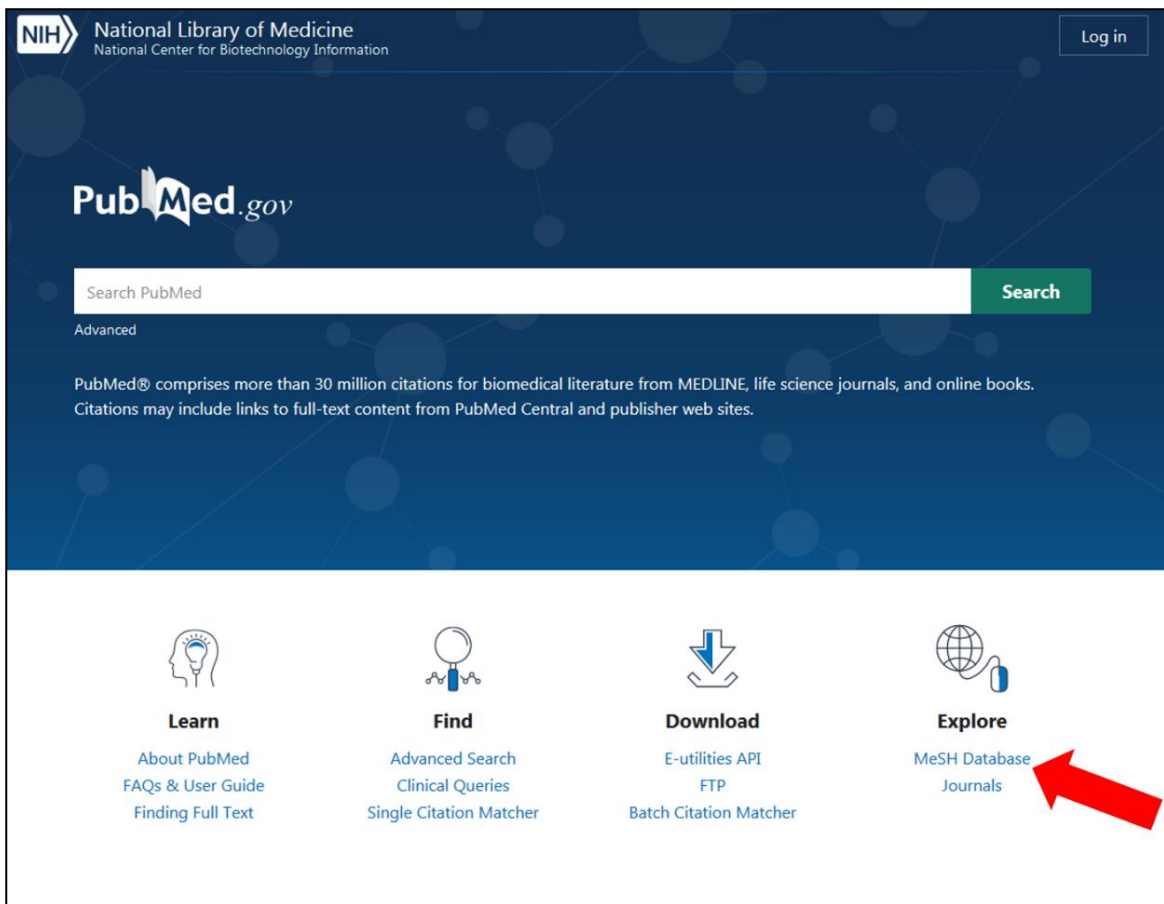 NIH
National Library of Medicine
National Center for Biotechnology Information
Log in
PubMed.gov
Search PubMed
Search
Advanced
PubMed® comprises more than 30 million citations for biomedical literature from MEDLINE, life science journals, and online books.
Citations may include links to full-text content from PubMed Central and publisher web sites.
Learn
About PubMed
FAQs & User Guide
Finding Full Text
Find
Advanced Search
Clinical Queries
Single Citation Matcher
Download
E-utilities API
FTP
Batch Citation Matcher
Explore
MeSH Database
Journals